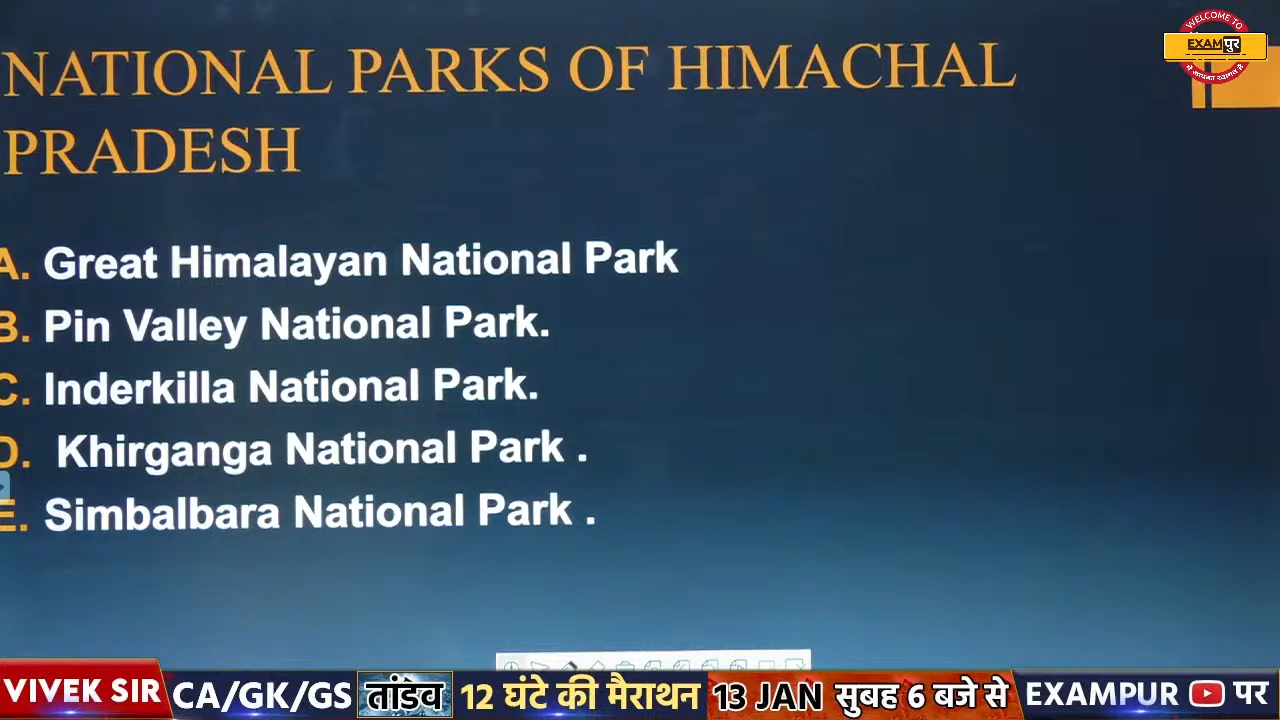 WELCOME TO
EXAMपुर
NATIONAL PARKS OF HIMACHAL
PRADESH
A. Great Himalayan National Park
B. Pin Valley National Park.
C. Inderkilla National Park.
D. Khirganga National Park .
E. Simbalbara National Park .
VIVEK SIR CA/GK/GS तांडव 12 घंटे की मैराथन 13 JAN सुबह 6 बजे से EXAMPUR पर